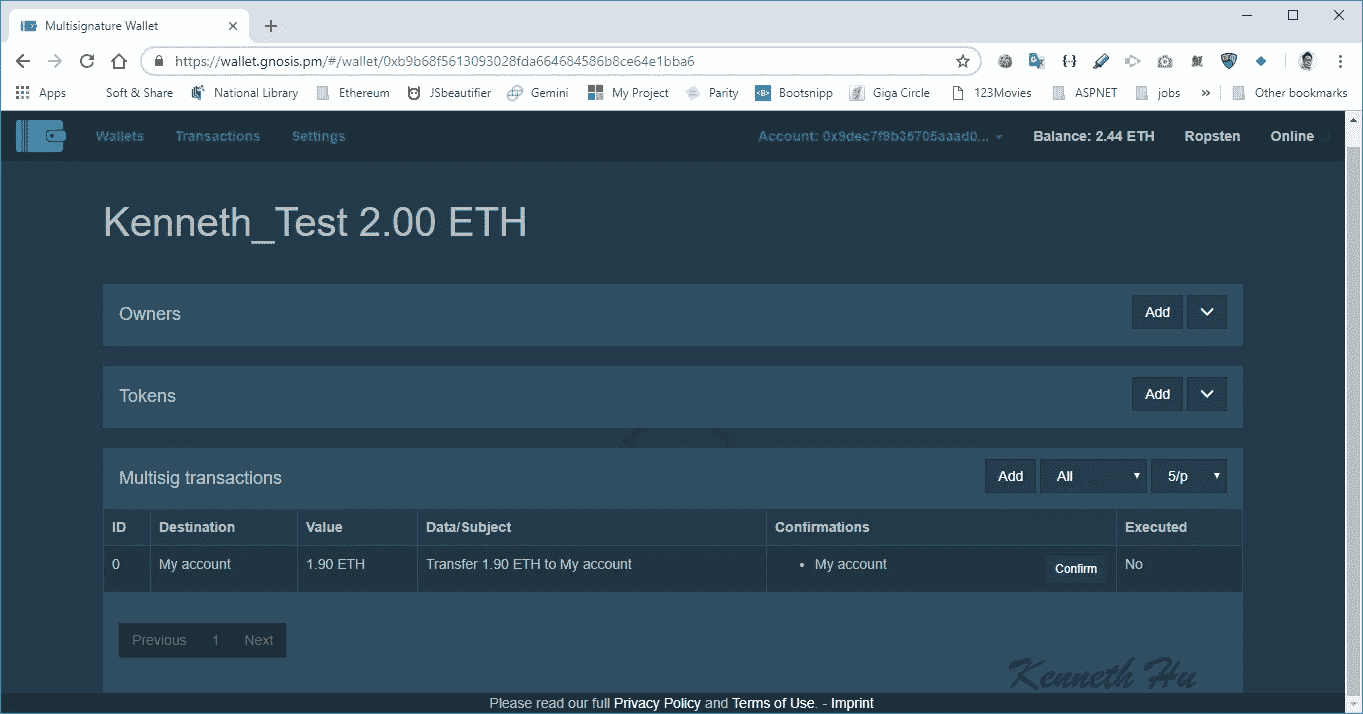 Multisignature Wallet
https://wallet.gnosis.pm/#/wallet/0xb9b68f5613093028fda664684586b8ce64e1bba6
Apps Soft & Share National Library Ethereum JSbeautifier Gemini My Project Parity Bootsnipp Giga Circle 123Movies ASPNET jobs » Other bookmarks
Wallets Transactions Settings Account: 0x9dec7f9b35705aaad0... Balance: 2.44 ETH Ropsten Online
Kenneth_Test 2.00 ETH
Owners Add
Tokens Add
Multisig transactions Add All 5/p
ID Destination Value Data/Subject Confirmations Executed
0 My account 1.90 ETH Transfer 1.90 ETH to My account • My account Confirm No
Previous 1 Next
Kenneth Hu
Please read our full Privacy Policy and Terms of Use. - Imprint